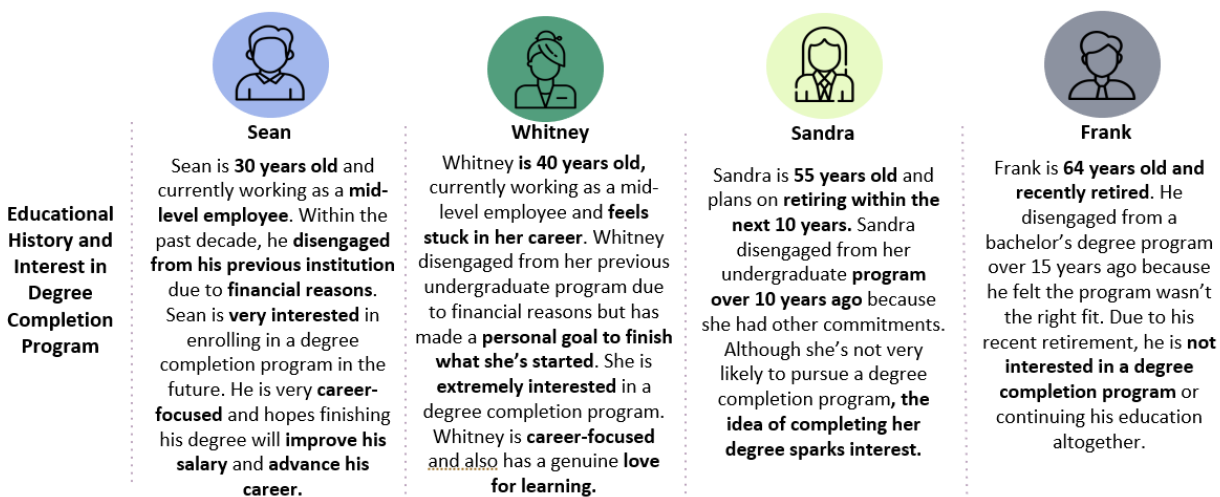 Educational
History and
Interest in
Degree
Completion
Program
Sean
Sean is 30 years old and
currently working as a mid-
level employee. Within the
past decade, he disengaged
from his previous institution
due to financial reasons.
Sean is very interested in
enrolling in a degree
completion program in the
future. He is very career-
focused and hopes finishing
his degree will improve his
salary and advance his
career.
Whitney
Whitney is 40 years old,
currently working as a mid-
level employee and feels
stuck in her career. Whitney
disengaged from her previous
undergraduate program due
to financial reasons but has
made a personal goal to finish
what she’s started. She is
extremely interested in a
degree completion program.
Whitney is career-focused
and also has a genuine love
for learning.
Sandra
Sandra is 55 years old and
plans on retiring within the
next 10 years. Sandra
disengaged from her
undergraduate program
over 10 years ago because
she had other commitments.
Although she’s not very
likely to pursue a degree
completion program, the
idea of completing her
degree sparks interest.
Frank
Frank is 64 years old and
recently retired. He
disengaged from a
bachelor’s degree program
over 15 years ago because
he felt the program wasn’t
the right fit. Due to his
recent retirement, he is not
interested in a degree
completion program or
continuing his education
altogether.